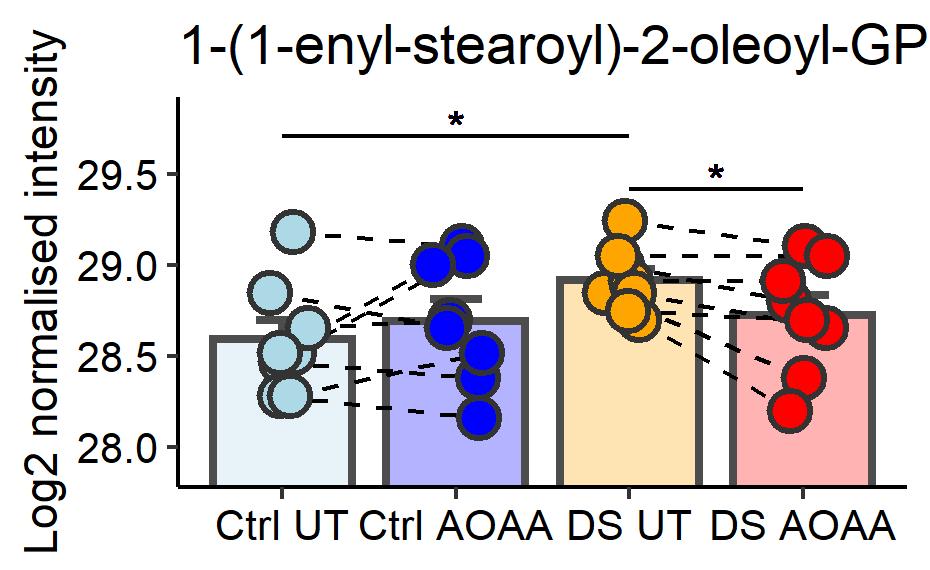 1-(1-enyl-stearoyl)-2-oleoyl-GP
Log2 normalised intensity
*
*
29.5
29.0
28.5
28.0
Ctrl UT Ctrl AOAA DS UT DS AOAA